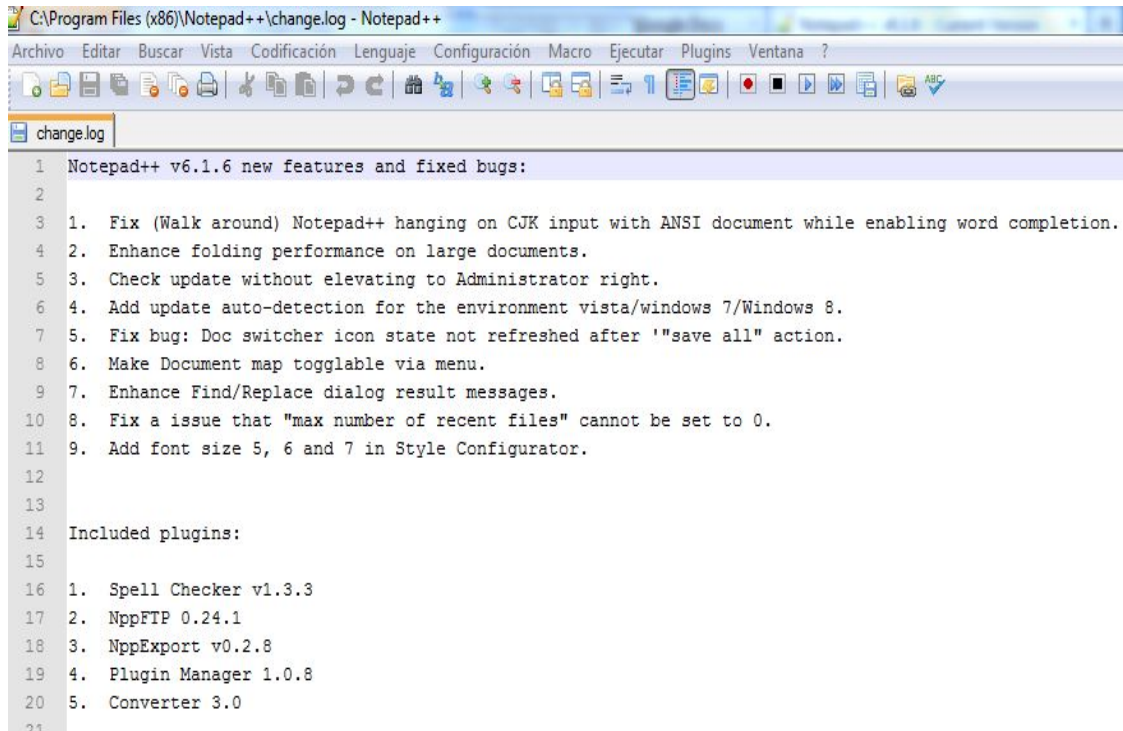 C:\Program Files (x86)\Notepad++\change.log - Notepad++
Archivo Editar Buscar Vista Codificación Lenguaje Configuración Macro Ejecutar Plugins Ventana ?
ABC
change.log
1 Notepad++ v6.1.6 new features and fixed bugs:
2
3 1. Fix (Walk around) Notepad++ hanging on CJK input with ANSI document while enabling word completion.
4 2. Enhance folding performance on large documents.
5 3. Check update without elevating to Administrator right.
6 4. Add update auto-detection for the environment vista/windows 7/Windows 8.
7 5. Fix bug: Doc switcher icon state not refreshed after '"save all" action.
8 6. Make Document map togglable via menu.
9 7. Enhance Find/Replace dialog result messages.
10 8. Fix a issue that "max number of recent files" cannot be set to 0.
11 9. Add font size 5, 6 and 7 in Style Configurator.
12
13
14 Included plugins:
15
16 1. Spell Checker v1.3.3
17 2. NppFTP 0.24.1
18 3. NppExport v0.2.8
19 4. Plugin Manager 1.0.8
20 5. Converter 3.0
21